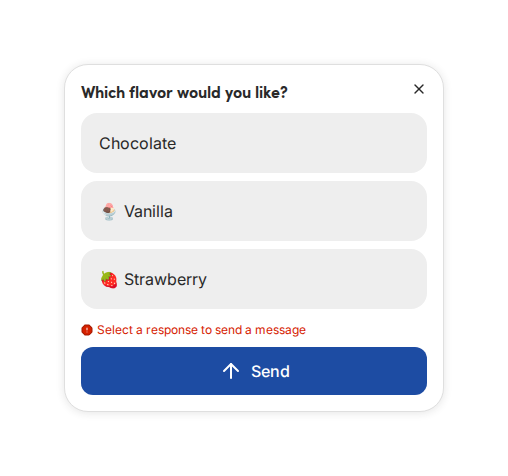 Which flavor would you like?
Chocolate
🍨 Vanilla
🍓 Strawberry
Select a response to send a message
Send